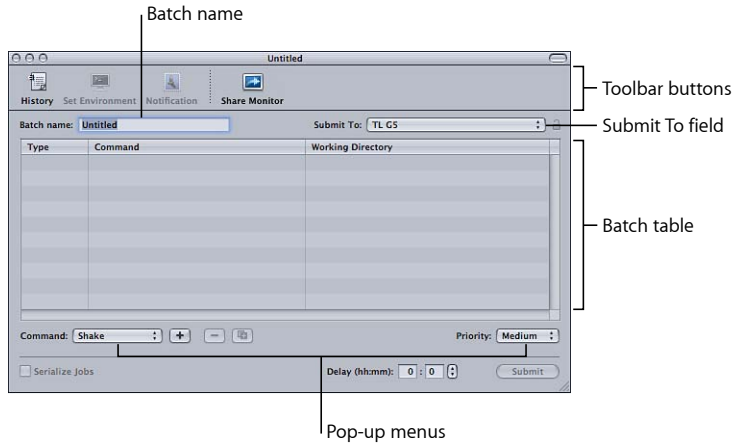 Batch name
Untitled
History Set Environment Notification Share Monitor
Toolbar buttons
Batch name: Untitled Submit To: TL G5
Submit To field
Type Command Working Directory
Batch table
Command: Shake Priority: Medium
Serialize Jobs Delay (hh:mm): 0 : 0 Submit
Pop-up menus